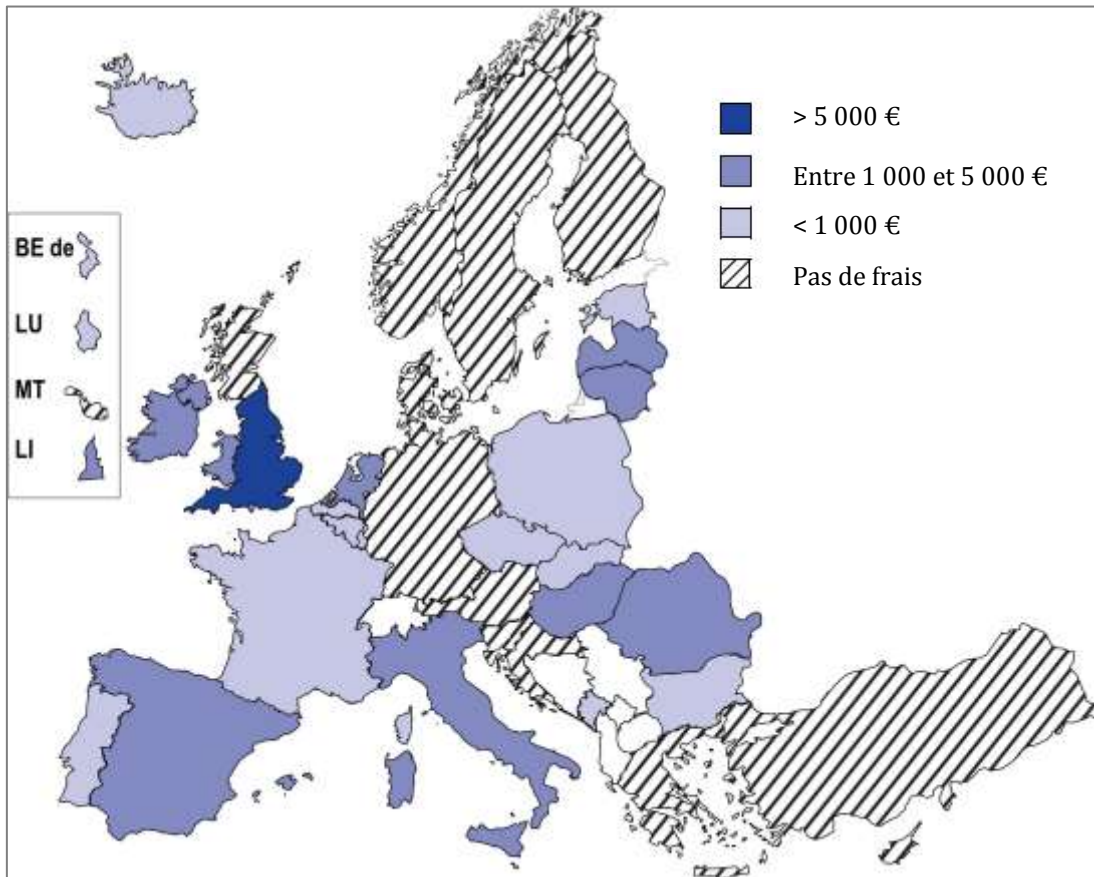 > 5 000 €
Entre 1 000 et 5 000 €
< 1 000 €
Pas de frais
BE de
LU
MT
LI